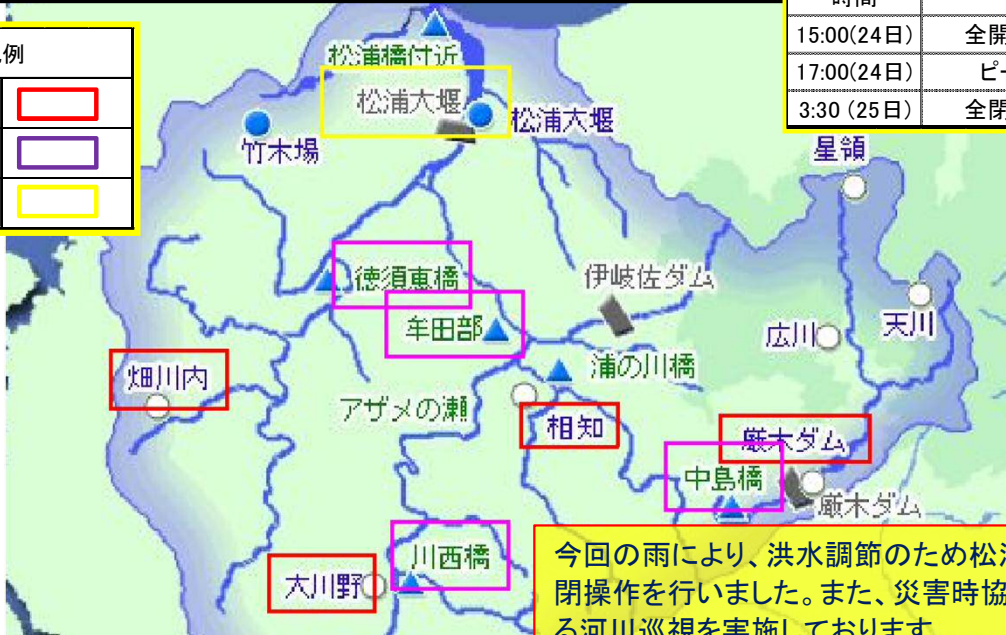 例
時間
15:00(24日) 全開
17:00(24日) ピー
3:30 (25日) 全閉
松浦橋付近
松浦大堰
松浦大堰
竹木場
星領
徳須恵橋
伊岐佐ダム
牟田部
広川
天川
畑川内
浦の川橋
アザメの瀬
相知
厳木ダム
中島橋
厳木ダム
川西橋
大川野
今回の雨により、洪水調節のため松浦
閉操作を行いました。また、災害時協
る河川巡視を実施しております